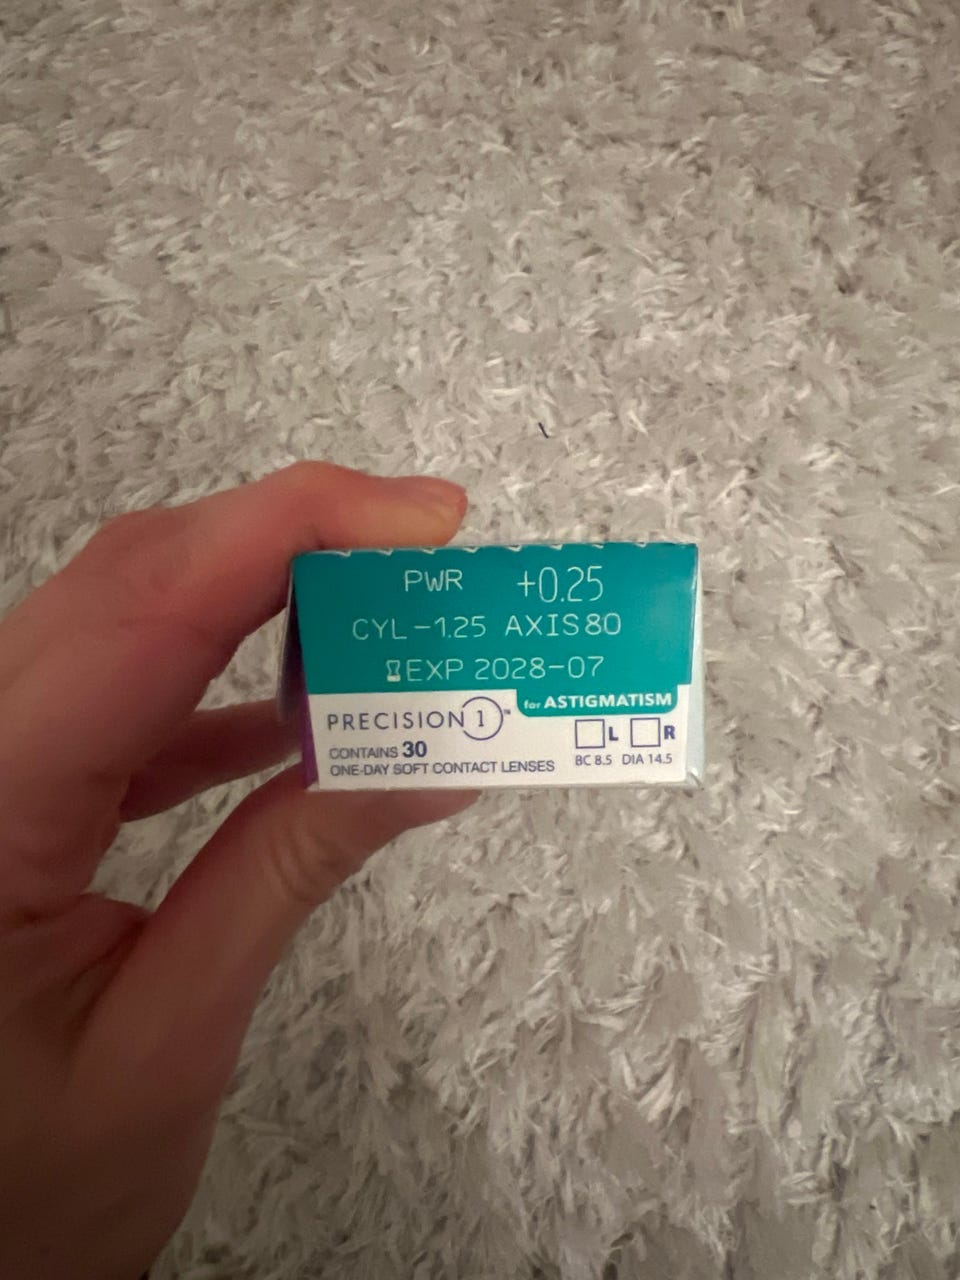 PWR +0.25
CYL -1.25 AXIS 80
EXP 2028-07
for ASTIGMATISM
PRECISION 1™
L R
CONTAINS 30
BC 8.5 DIA 14.5
ONE-DAY SOFT CONTACT LENSES